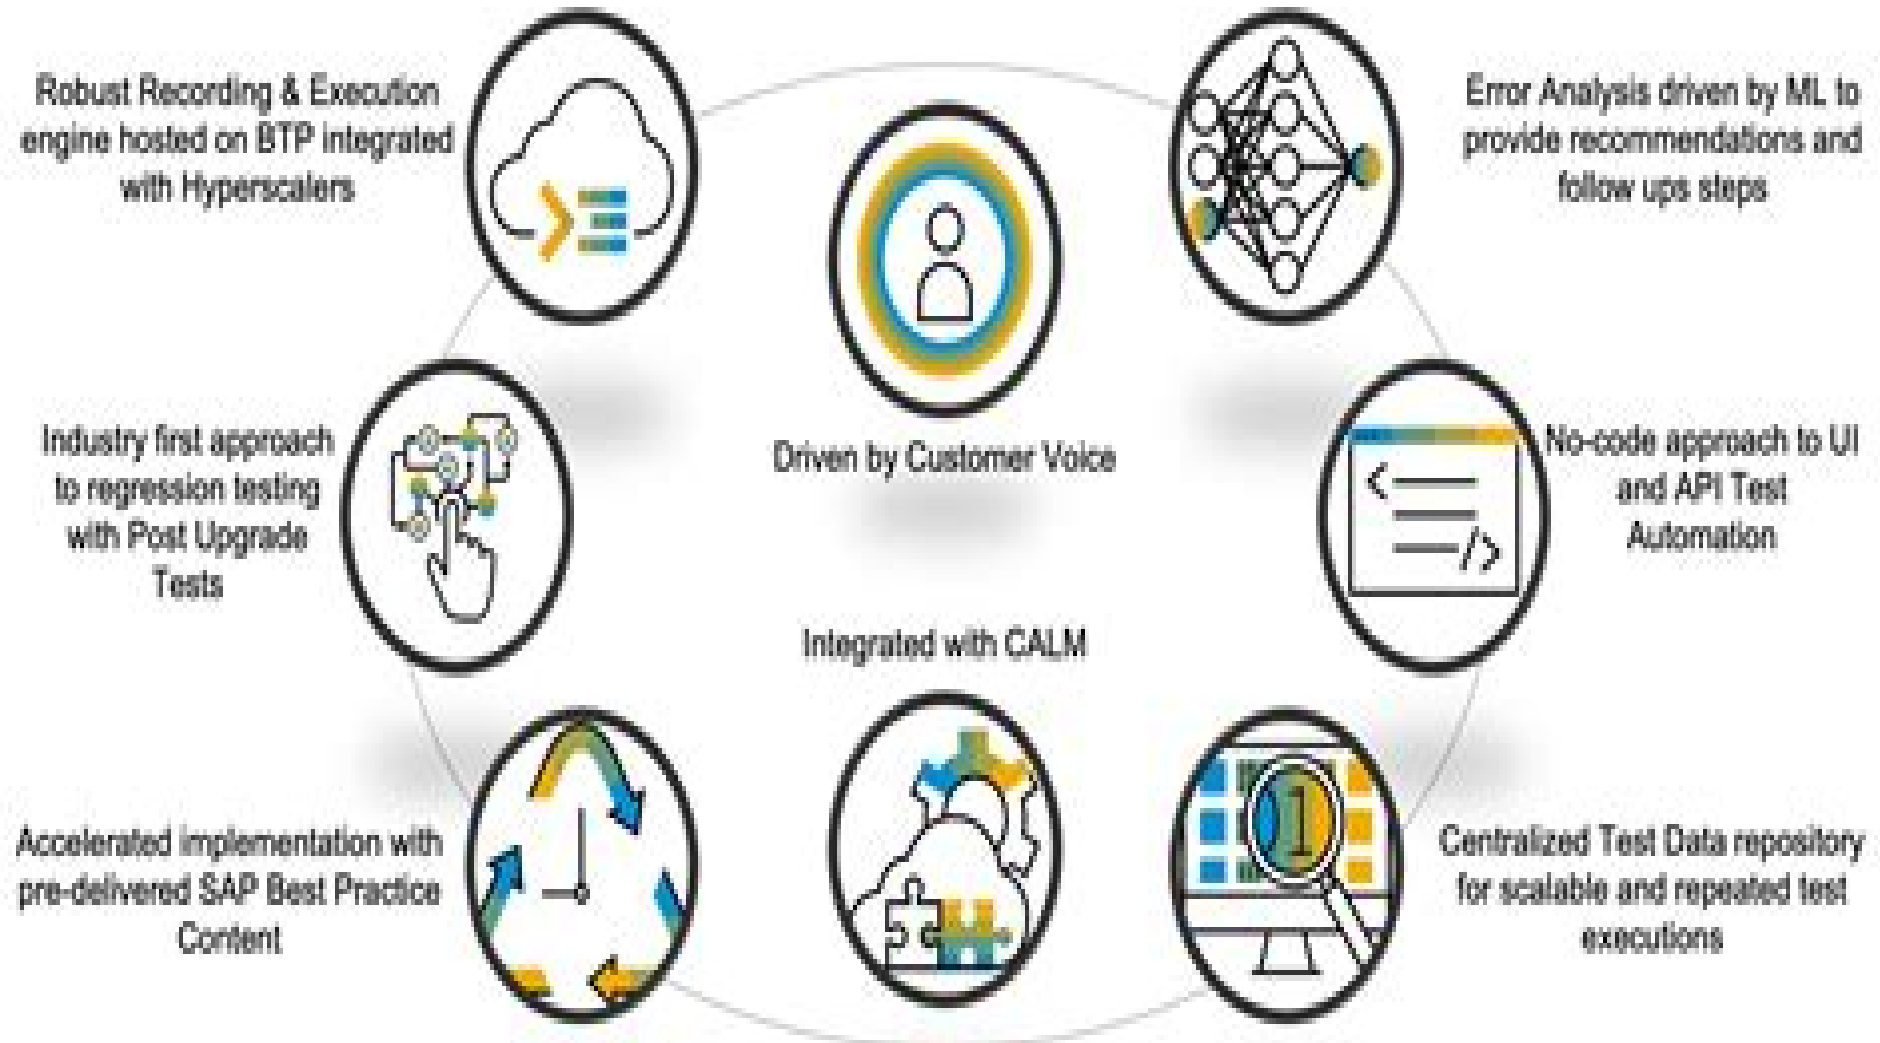 Robust Recording & Execution
engine hosted on BTP integrated
with Hyperscalers
Error Analysis driven by ML to
provide recommendations and
follow ups steps
Driven by Customer Voice
Industry first approach
to regression testing
with Post Upgrade
Tests
No-code approach to UI
and API Test
Automation
Integrated with CALM
Accelerated implementation with
pre-delivered SAP Best Practice
Content
1
Centralized Test Data repository
for scalable and repeated test
executions